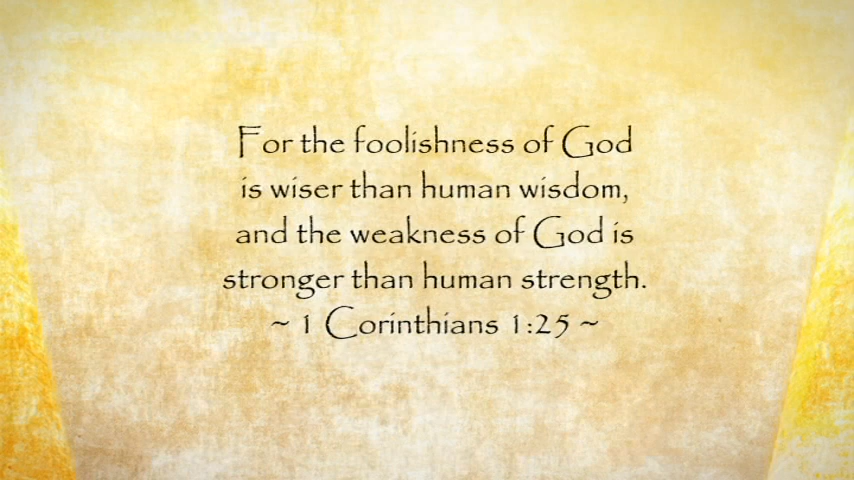 For the foolishness of God
is wiser than human wisdom,
and the weakness of God is
stronger than human strength.
~ 1 Corinthians 1:25 ~